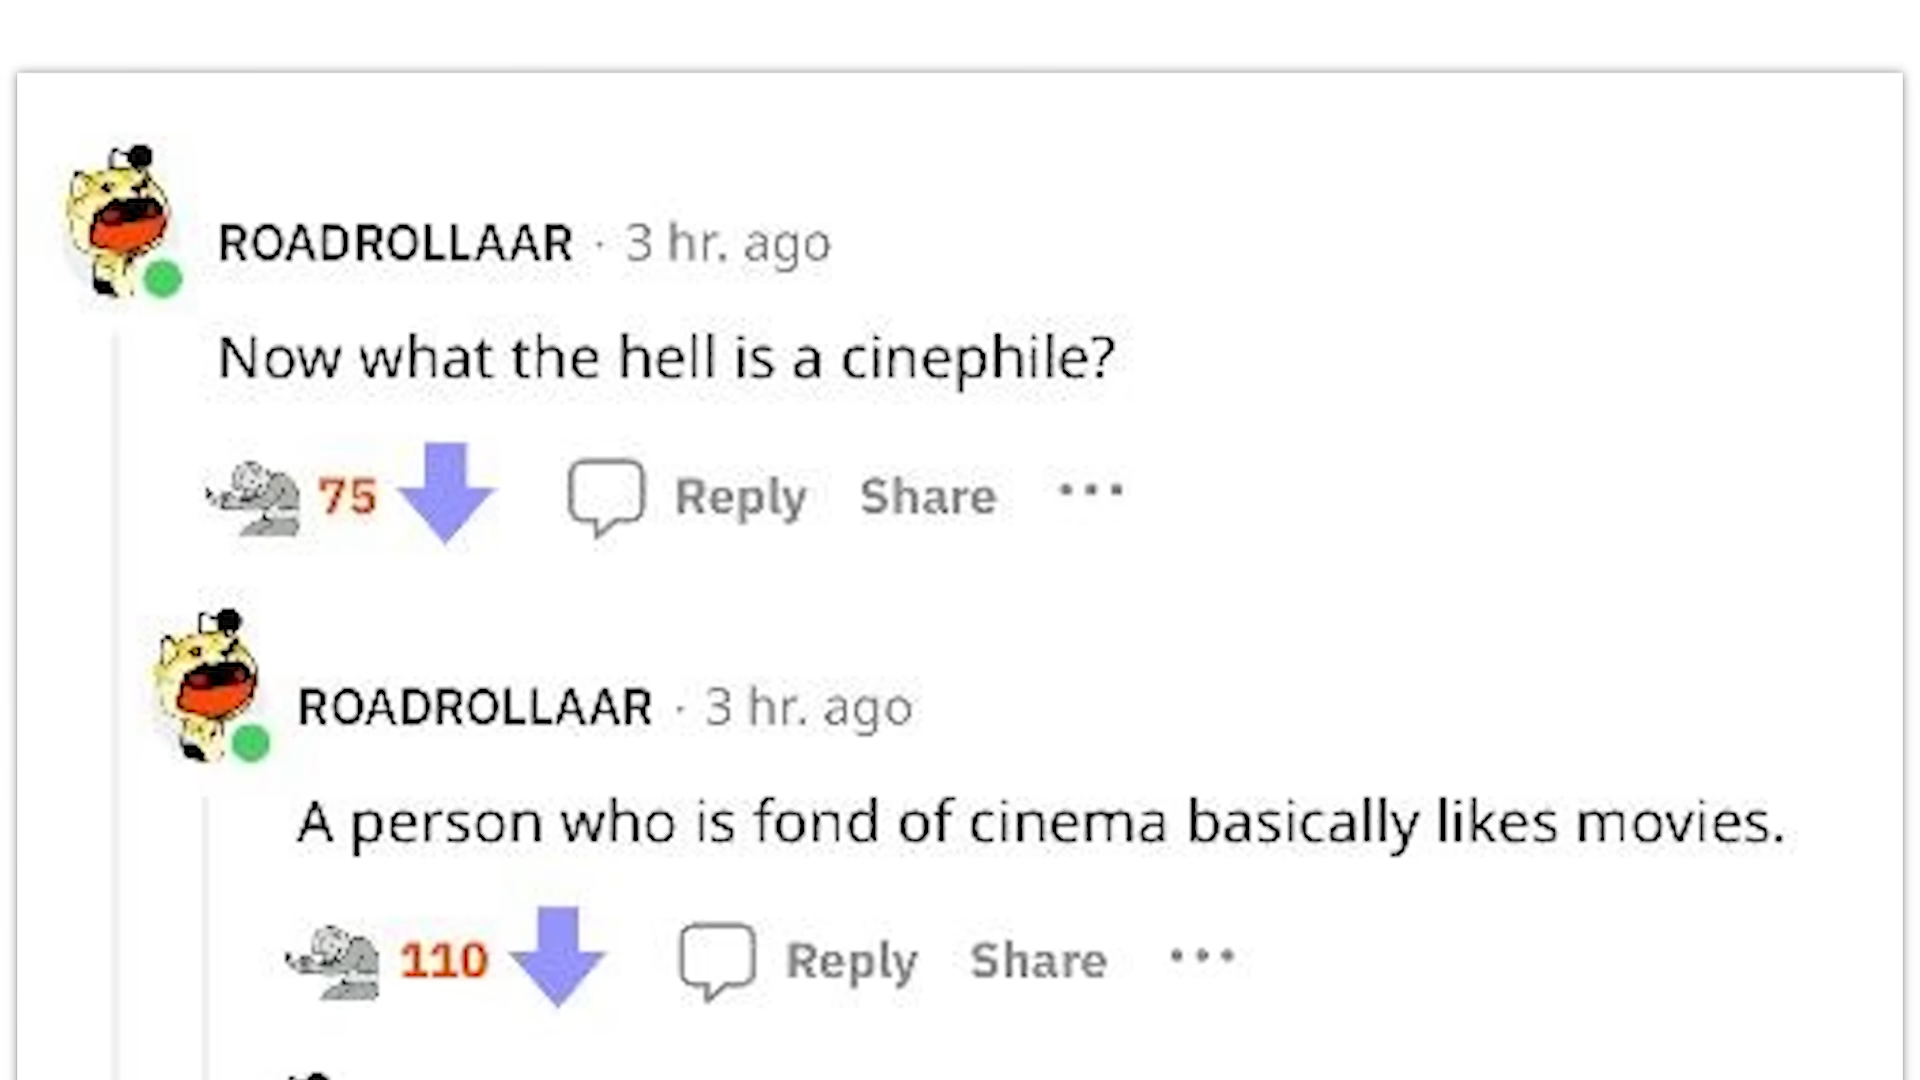 ROADROLLAAR · 3 hr. ago
Now what the hell is a cinephile?
75 Reply Share ...
ROADROLLAAR · 3 hr. ago
A person who is fond of cinema basically likes movies.
110 Reply Share ...